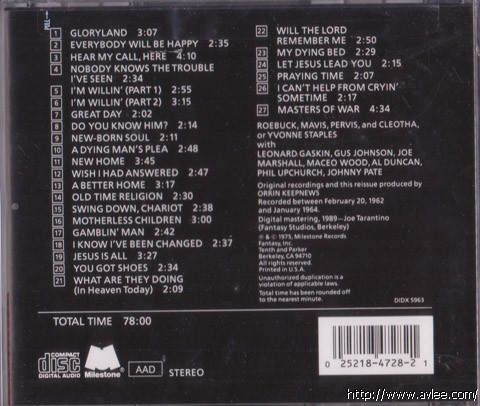 1 GLORYLAND 3:07
2 EVERYBODY WILL BE HAPPY 2:35
3 HEAR MY CALL, HERE 4:10
4 NOBODY KNOWS THE TROUBLE
I'VE SEEN 2:34
5 I'M WILLIN' (PART 1) 2:55
6 I'M WILLIN' (PART 2) 3:15
7 GREAT DAY 2:02
8 DO YOU KNOW HIM? 2:14
9 NEW-BORN SOUL 2:11
10 A DYING MAN'S PLEA 2:48
11 NEW HOME 3:45
12 WISH I HAD ANSWERED 2:47
13 A BETTER HOME 3:17
14 OLD TIME RELIGION 2:30
15 SWING DOWN, CHARIOT 2:38
16 MOTHERLESS CHILDREN 3:00
17 GAMBLIN' MAN 2:42
18 I KNOW I'VE BEEN CHANGED 2:37
19 JESUS IS ALL 3:27
20 YOU GOT SHOES 2:34
21 WHAT ARE THEY DOING
(In Heaven Today) 2:09
22 WILL THE LORD
REMEMBER ME 2:50
23 MY DYING BED 2:29
24 LET JESUS LEAD YOU 2:15
25 PRAYING TIME 2:07
26 I CAN'T HELP FROM CRYIN'
SOMETIME 2:17
27 MASTERS OF WAR 4:34
ROEBUCK, MAVIS, PERVIS, and CLEOTHA,
or YVONNE STAPLES
with
LEONARD GASKIN, GUS JOHNSON, JOE
MARSHALL, MACEO WOOD, AL DUNCAN,
PHIL UPCHURCH, JOHNNY PATE
Original recordings and this reissue produced by
ORRIN KEEPNEWS
Recorded between February 20, 1962
and January 1964.
Digital mastering, 1989—Joe Tarantino
(Fantasy Studios, Berkeley)
℗ & © 1975, Milestone Records
Fantasy, Inc.
Tenth and Parker
Berkeley, CA 94710
All rights reserved.
Printed in U.S.A.
Unauthorized duplication is a
violation of applicable laws.
Total time has been rounded off
to the nearest minute.
DIDX 5963
TOTAL TIME 78:00
COMPACT
disc
DIGITAL AUDIO
Milestone
AAD
STEREO
0 25218-4728-2 1
http://www.avlee.com